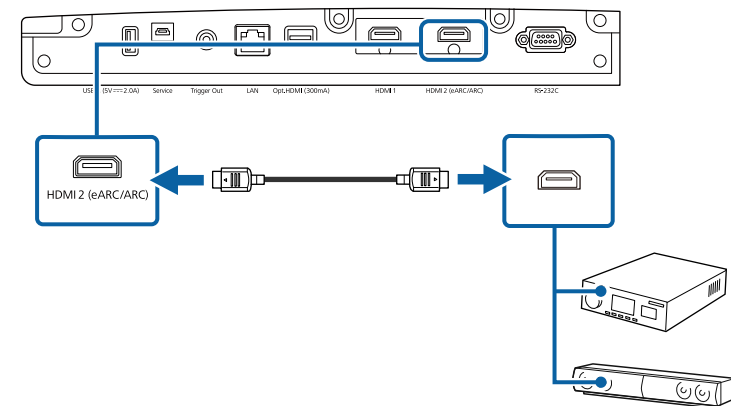 (5V⎓2.0A) Service Trigger Out LAN Opt.HDMI (300mA) HDMI 1 HDMI 2 (eARC/ARC) RS-232C
HDMI 2 (eARC/ARC)